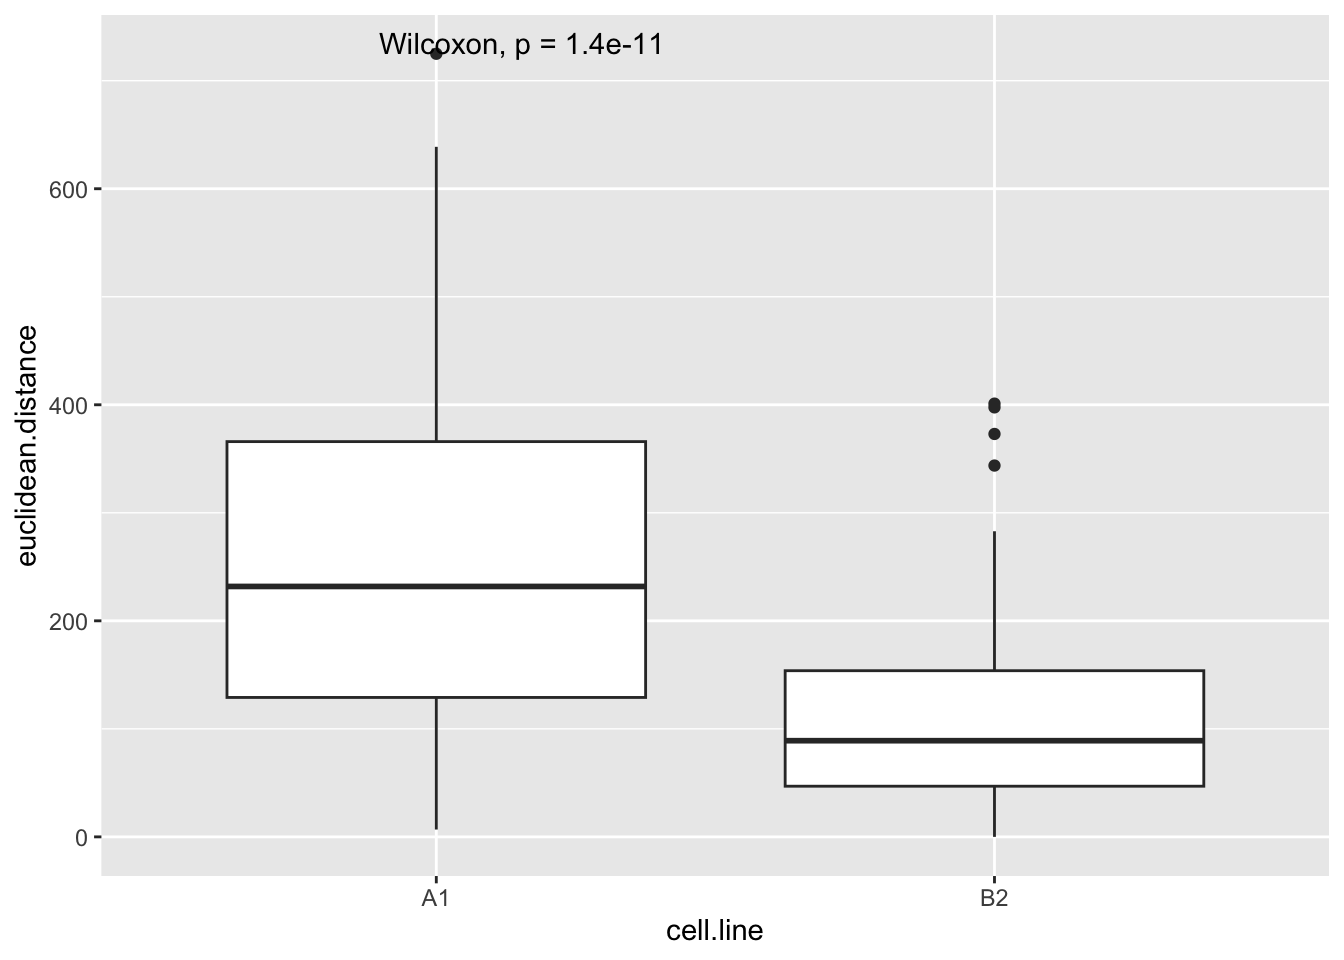 Wilcoxon, p = 1.4e-11
600
400
200
0
euclidean.distance
A1
B2
cell.line